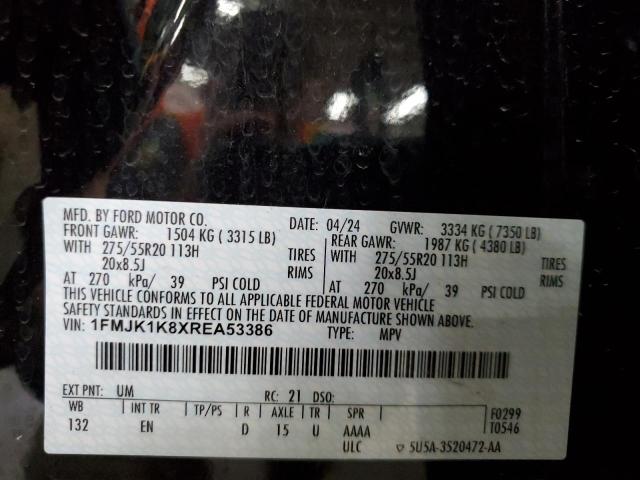 MFD. BY FORD MOTOR CO.
DATE: 04/24 GVWR: 3334 KG ( 7350 LB)
FRONT GAWR: 1504 KG ( 3315 LB) REAR GAWR: 1987 KG ( 4380 LB)
WITH 275/55R20 113H TIRES WITH 275/55R20 113H TIRES
20x8.5J RIMS 20x8.5J RIMS
AT 270 kPa/ 39 PSI COLD AT 270 kPa/ 39 PSI COLD
THIS VEHICLE CONFORMS TO ALL APPLICABLE FEDERAL MOTOR VEHICLE
SAFETY STANDARDS IN EFFECT ON THE DATE OF MANUFACTURE SHOWN ABOVE.
VIN: 1FMJK1K8XREA53386 TYPE: MPV
EXT PNT: UM RC: 21 DSO:
WB INT TR TP/PS R AXLE TR SPR F0299
132 EN D 15 U AAAA T0546
ULC 5U5A-3520472-AA